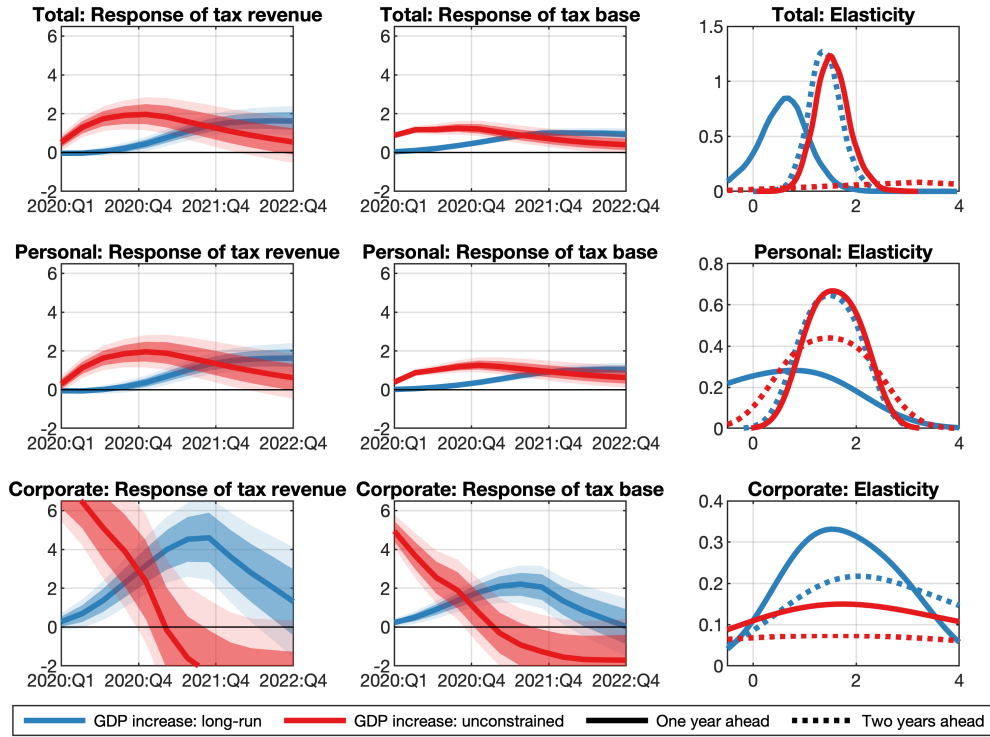 Total: Response of tax revenue
Total: Response of tax base
Total: Elasticity
6
4
2
0
-2
2020:Q1 2020:Q4 2021:Q4 2022:Q4
6
4
2
0
-2
2020:Q1 2020:Q4 2021:Q4 2022:Q4
1.5
1
0.5
0
0 2 4
Personal: Response of tax revenue
Personal: Response of tax base
Personal: Elasticity
6
4
2
0
-2
2020:Q1 2020:Q4 2021:Q4 2022:Q4
6
4
2
0
-2
2020:Q1 2020:Q4 2021:Q4 2022:Q4
0.8
0.6
0.4
0.2
0
0 2 4
Corporate: Response of tax revenue
Corporate: Response of tax base
Corporate: Elasticity
6
4
2
0
-2
2020:Q1 2020:Q4 2021:Q4 2022:Q4
6
4
2
0
-2
2020:Q1 2020:Q4 2021:Q4 2022:Q4
0.4
0.3
0.2
0.1
0
0 2 4
GDP increase: long-run GDP increase: unconstrained One year ahead Two years ahead